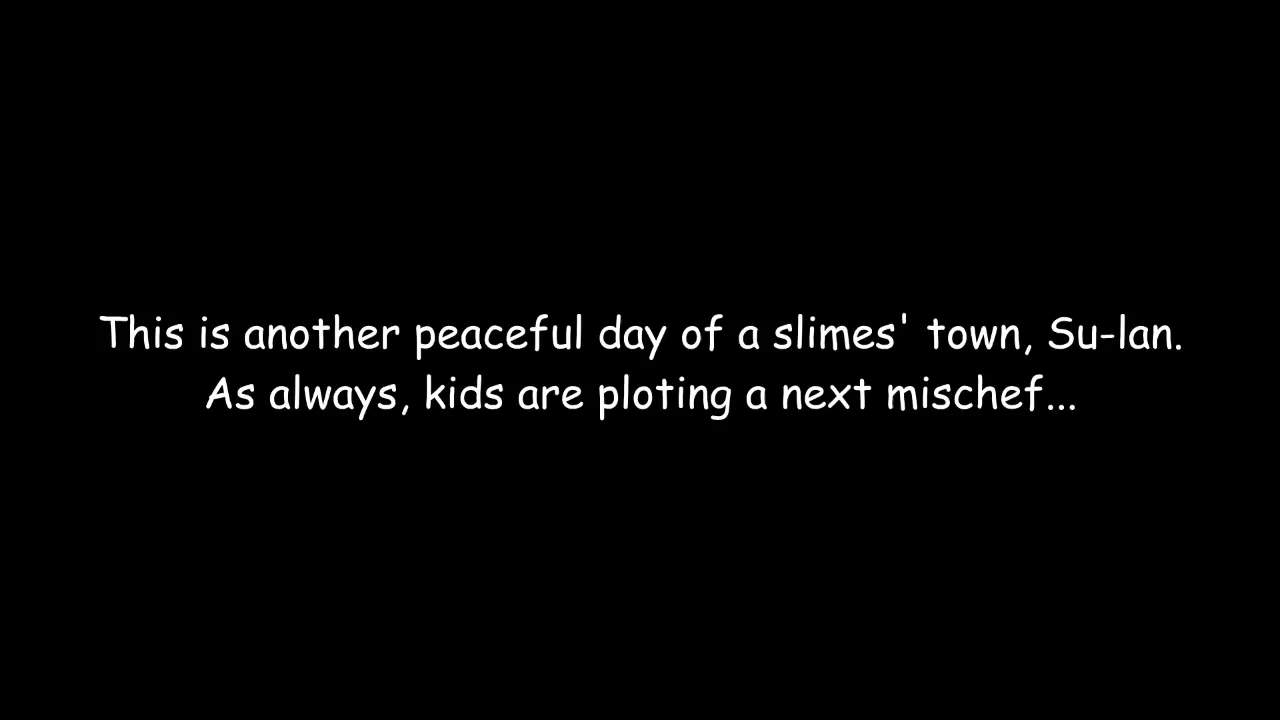 This is another peaceful day of a slimes' town, Su-lan.
As always, kids are ploting a next mischef...